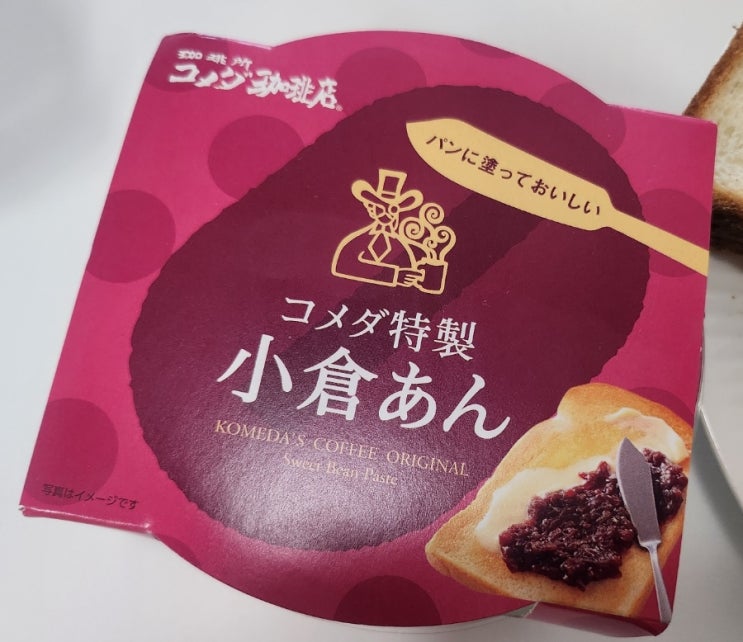 珈琲所
コメダ珈琲店®
パンに塗っておいしい
コメダ特製
小倉あん
KOMEDA'S COFFEE ORIGINAL
Sweet Bean Paste
写真はイメージです